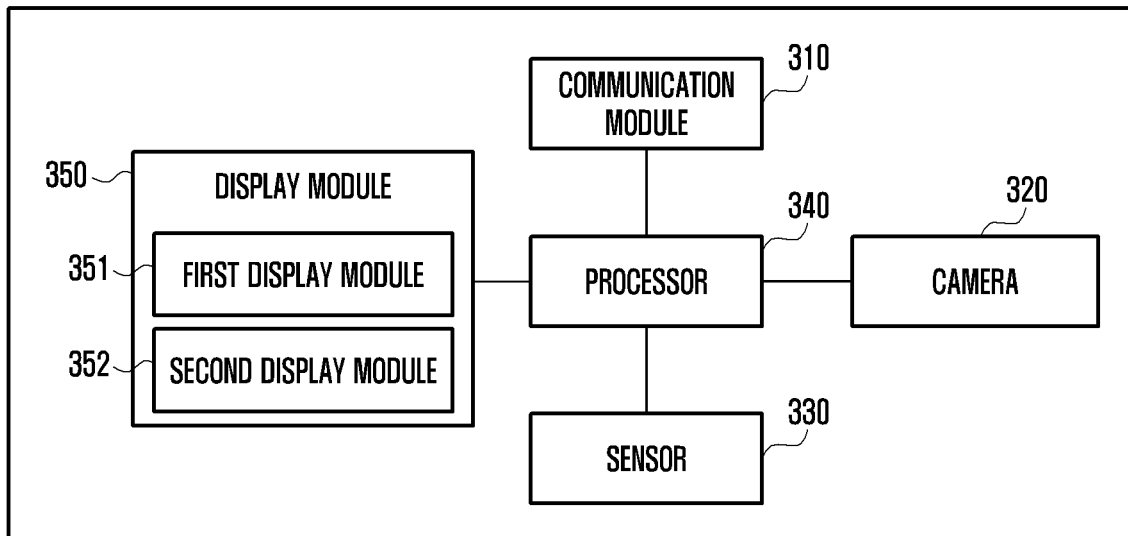 310
COMMUNICATION
MODULE
350
DISPLAY MODULE
340
320
351
FIRST DISPLAY MODULE
PROCESSOR
CAMERA
352
SECOND DISPLAY MODULE
330
SENSOR